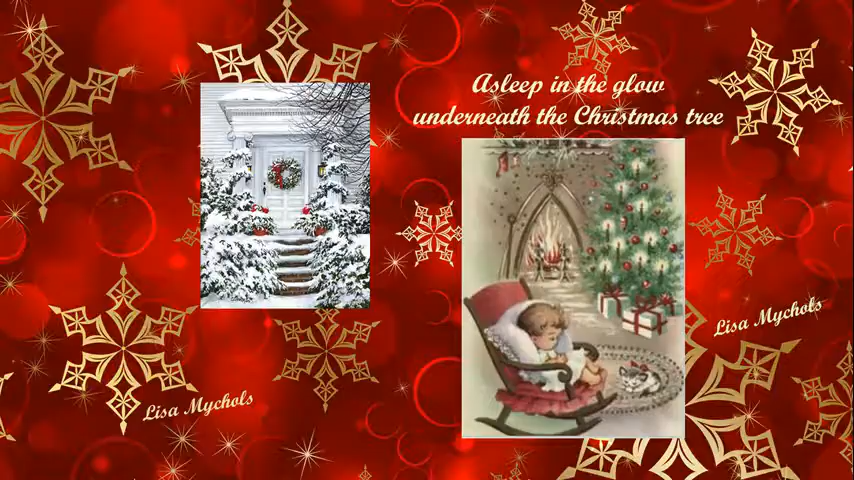 Asleep in the glow
underneath the Christmas tree
Lisa Mychols
Lisa Mychols